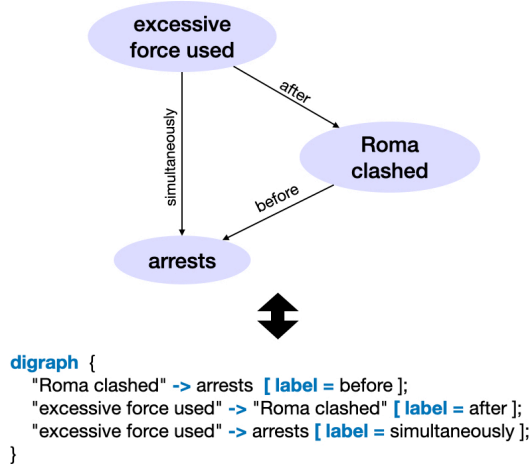 excessive
force used
after
simultaneously
Roma
clashed
before
arrests
digraph {
"Roma clashed" -> arrests [ label = before ];
"excessive force used" -> "Roma clashed" [ label = after ];
"excessive force used" -> arrests [ label = simultaneously ];
}